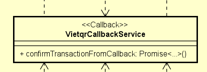 <<Callback>>
VietqrCallbackService
+ confirmTransactionFromCallback: Promise<...>()